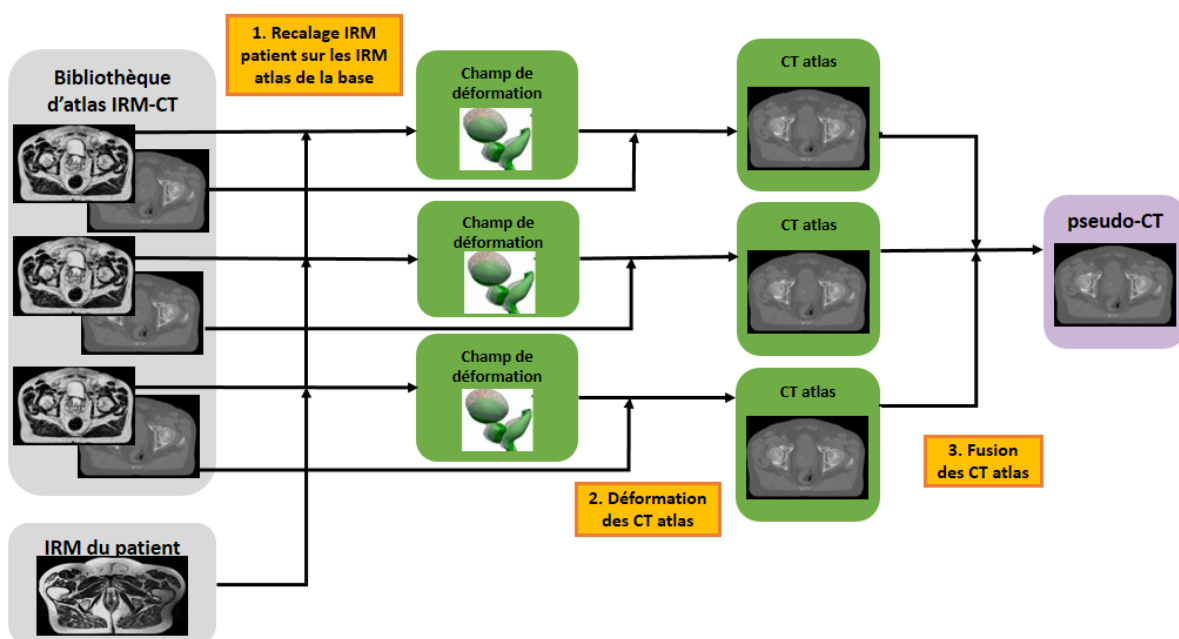 1. Recalage IRM
patient sur les IRM
atlas de la base
Bibliothèque
d’atlas IRM-CT
Champ de
déformation
CT atlas
Champ de
déformation
CT atlas
pseudo-CT
Champ de
déformation
CT atlas
2. Déformation
des CT atlas
3. Fusion
des CT atlas
IRM du patient